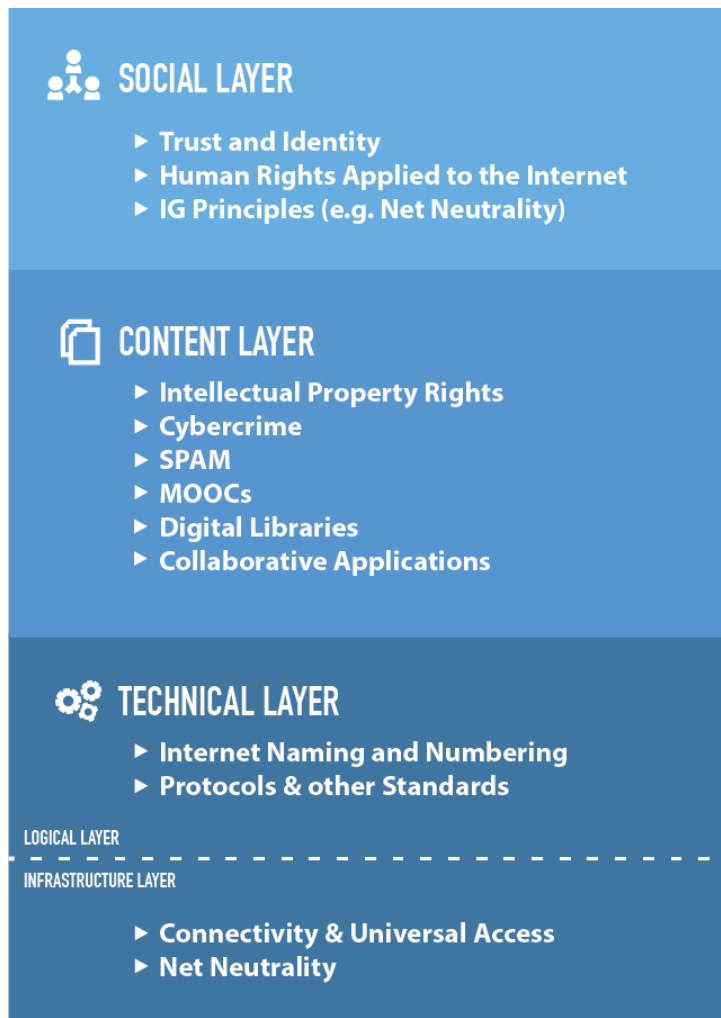 SOCIAL LAYER
Trust and Identity
Human Rights Applied to the Internet
IG Principles (e.g. Net Neutrality)
CONTENT LAYER
Intellectual Property Rights
Cybercrime
SPAM
MOOCs
Digital Libraries
Collaborative Applications
TECHNICAL LAYER
Internet Naming and Numbering
Protocols & other Standards
LOGICAL LAYER
INFRASTRUCTURE LAYER
Connectivity & Universal Access
Net Neutrality